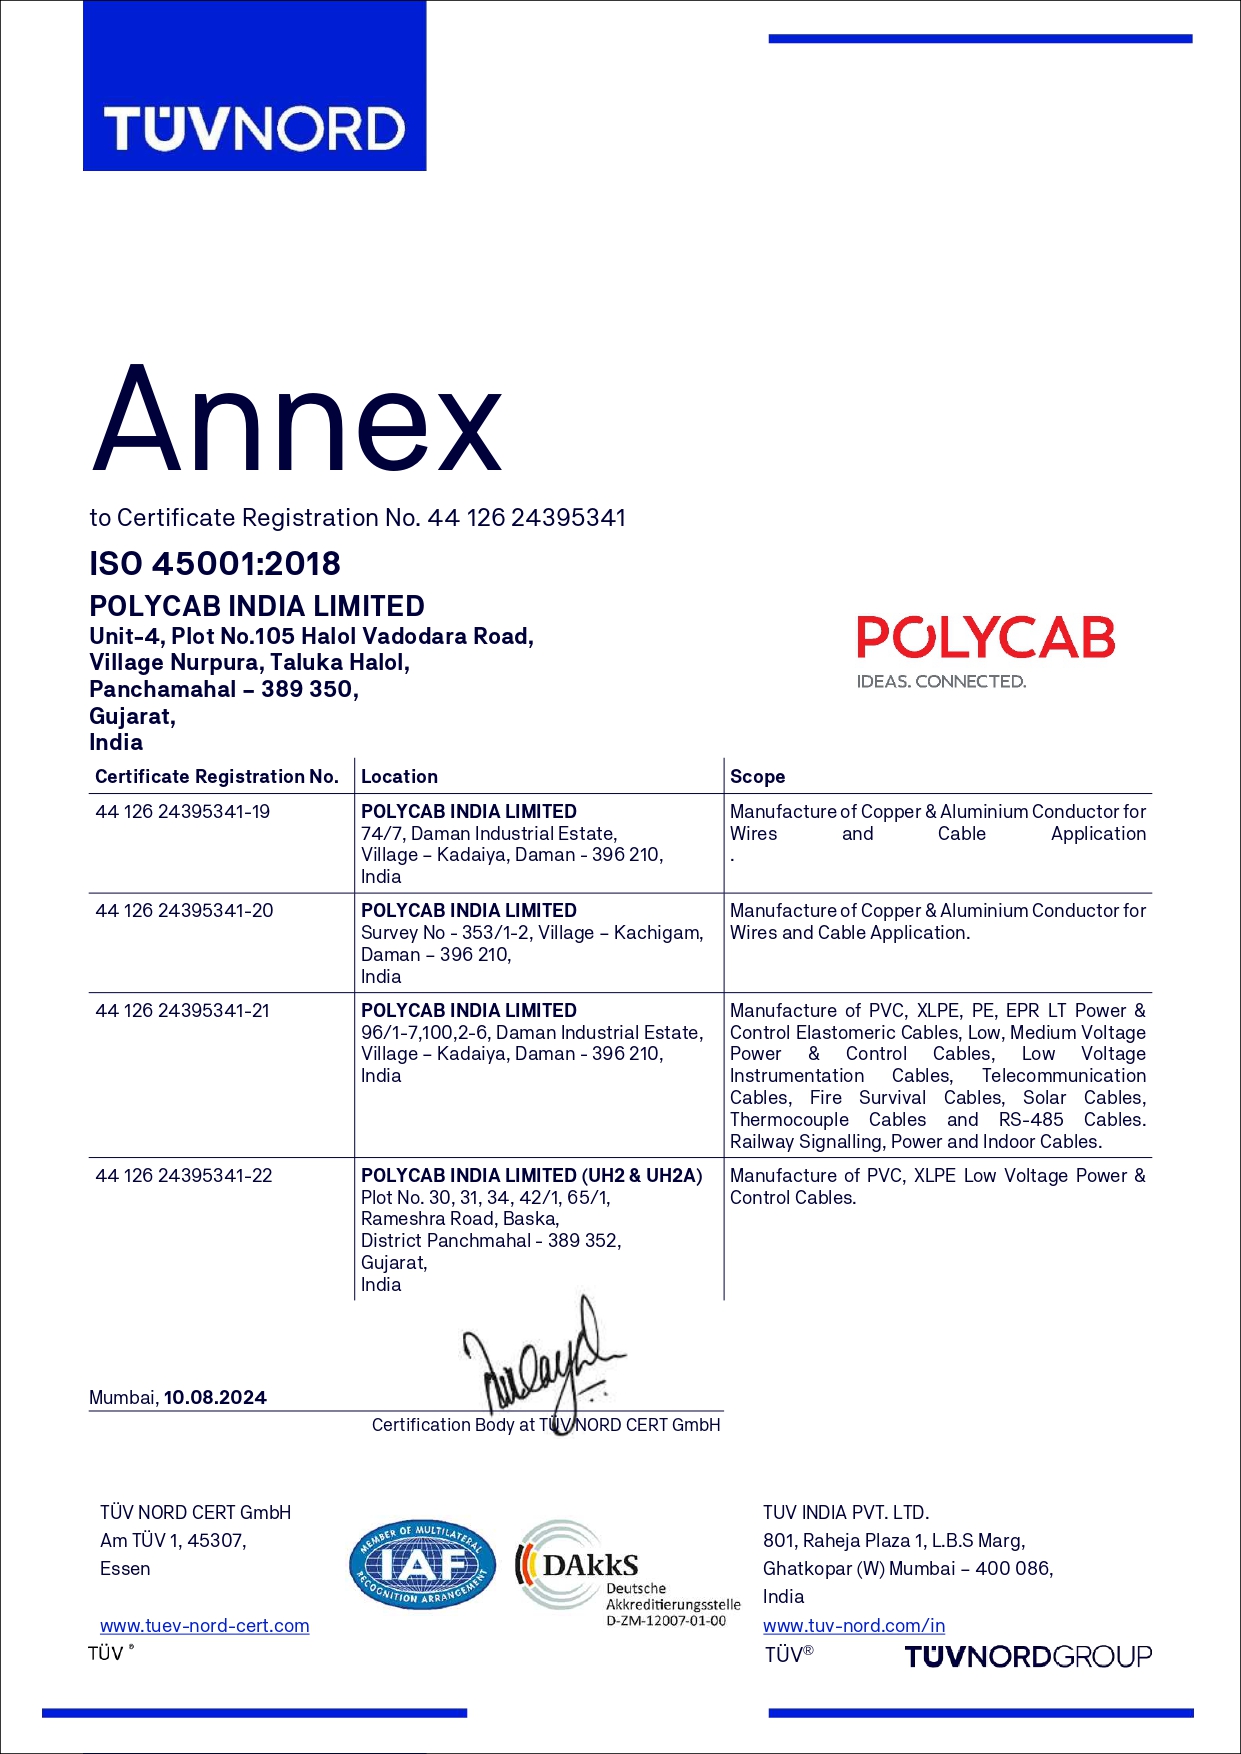 TÜVNORD
Annex
to Certificate Registration No. 44 126 24395341
ISO 45001:2018
POLYCAB INDIA LIMITED
Unit-4, Plot No.105 Halol Vadodara Road,
Village Nurpura, Taluka Halol,
Panchamahal – 389 350,
Gujarat,
India
POLYCAB
IDEAS. CONNECTED.
Certificate Registration No. Location Scope
44 126 24395341-19
POLYCAB INDIA LIMITED
74/7, Daman Industrial Estate,
Village – Kadaiya, Daman - 396 210,
India
Manufacture of Copper & Aluminium Conductor for
Wires and Cable Application
.
44 126 24395341-20
POLYCAB INDIA LIMITED
Survey No - 353/1-2, Village – Kachigam,
Daman – 396 210,
India
Manufacture of Copper & Aluminium Conductor for
Wires and Cable Application.
44 126 24395341-21
POLYCAB INDIA LIMITED
96/1-7,100,2-6, Daman Industrial Estate,
Village – Kadaiya, Daman - 396 210,
India
Manufacture of PVC, XLPE, PE, EPR LT Power &
Control Elastomeric Cables, Low, Medium Voltage
Power & Control Cables, Low Voltage
Instrumentation Cables, Telecommunication
Cables, Fire Survival Cables, Solar Cables,
Thermocouple Cables and RS-485 Cables.
Railway Signalling, Power and Indoor Cables.
44 126 24395341-22
POLYCAB INDIA LIMITED (UH2 & UH2A)
Plot No. 30, 31, 34, 42/1, 65/1,
Rameshra Road, Baska,
District Panchmahal - 389 352,
Gujarat,
India
Manufacture of PVC, XLPE Low Voltage Power &
Control Cables.
Mumbai, 10.08.2024
Certification Body at TÜV NORD CERT GmbH
TÜV NORD CERT GmbH
Am TÜV 1, 45307,
Essen
www.tuev-nord-cert.com
TÜV ®
MEMBER OF MULTILATERAL
IAF
RECOGNITION ARRANGEMENT
DAkkS
Deutsche
Akkreditierungsstelle
D-ZM-12007-01-00
TUV INDIA PVT. LTD.
801, Raheja Plaza 1, L.B.S Marg,
Ghatkopar (W) Mumbai – 400 086,
India
www.tuv-nord.com/in
TÜV®
TÜVNORDGROUP